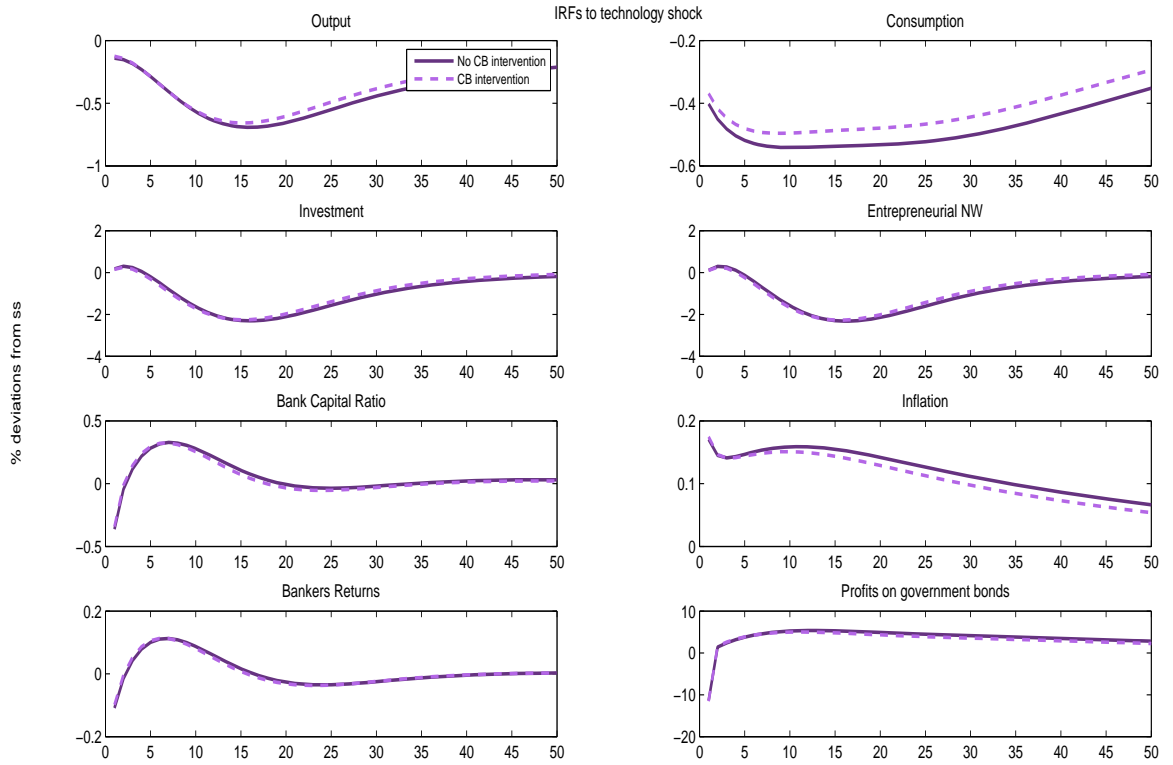 IRFs to technology shock
Output
0
−0.5
−1
0 5 10 15 20 25 30 35 40 45 50
No CB intervention
CB intervention
Consumption
−0.2
−0.4
−0.6
0 5 10 15 20 25 30 35 40 45 50
Investment
2
0
−2
−4
0 5 10 15 20 25 30 35 40 45 50
Entrepreneurial NW
2
0
−2
−4
0 5 10 15 20 25 30 35 40 45 50
% deviations from ss
Bank Capital Ratio
0.5
0
−0.5
0 5 10 15 20 25 30 35 40 45 50
Inflation
0.2
0.1
0
0 5 10 15 20 25 30 35 40 45 50
Bankers Returns
0.2
0
−0.2
0 5 10 15 20 25 30 35 40 45 50
Profits on government bonds
10
0
−10
−20
0 5 10 15 20 25 30 35 40 45 50